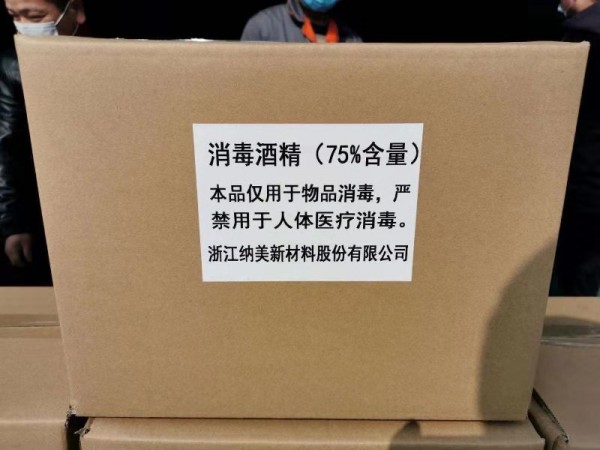 消毒酒精（75%含量）
本品仅用于物品消毒，严
禁用于人体医疗消毒。
浙江纳美新材料股份有限公司